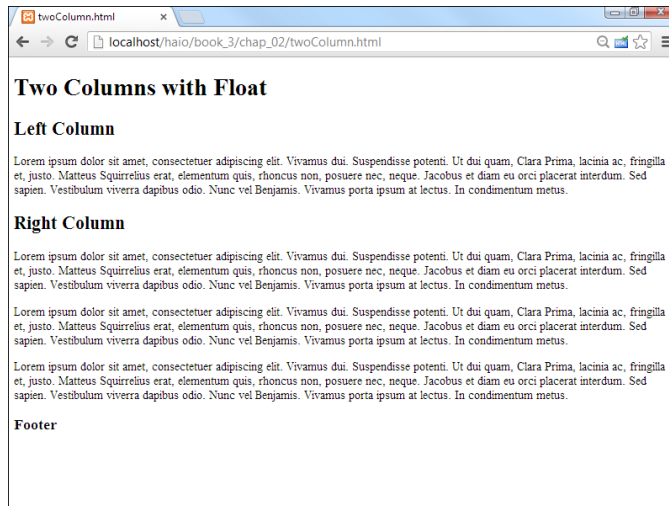 twoColumn.html
localhost/haio/book_3/chap_02/twoColumn.html
Two Columns with Float
Left Column
Lorem ipsum dolor sit amet, consectetuer adipiscing elit. Vivamus dui. Suspendisse potenti. Ut dui quam, Clara Prima, lacinia ac, fringilla
et, justo. Matteus Squirrelius erat, elementum quis, rhoncus non, posuere nec, neque. Jacobus et diam eu orci placerat interdum. Sed
sapien. Vestibulum viverra dapibus odio. Nunc vel Benjamis. Vivamus porta ipsum at lectus. In condimentum metus.
Right Column
Lorem ipsum dolor sit amet, consectetuer adipiscing elit. Vivamus dui. Suspendisse potenti. Ut dui quam, Clara Prima, lacinia ac, fringilla
et, justo. Matteus Squirrelius erat, elementum quis, rhoncus non, posuere nec, neque. Jacobus et diam eu orci placerat interdum. Sed
sapien. Vestibulum viverra dapibus odio. Nunc vel Benjamis. Vivamus porta ipsum at lectus. In condimentum metus.
Lorem ipsum dolor sit amet, consectetuer adipiscing elit. Vivamus dui. Suspendisse potenti. Ut dui quam, Clara Prima, lacinia ac, fringilla
et, justo. Matteus Squirrelius erat, elementum quis, rhoncus non, posuere nec, neque. Jacobus et diam eu orci placerat interdum. Sed
sapien. Vestibulum viverra dapibus odio. Nunc vel Benjamis. Vivamus porta ipsum at lectus. In condimentum metus.
Lorem ipsum dolor sit amet, consectetuer adipiscing elit. Vivamus dui. Suspendisse potenti. Ut dui quam, Clara Prima, lacinia ac, fringilla
et, justo. Matteus Squirrelius erat, elementum quis, rhoncus non, posuere nec, neque. Jacobus et diam eu orci placerat interdum. Sed
sapien. Vestibulum viverra dapibus odio. Nunc vel Benjamis. Vivamus porta ipsum at lectus. In condimentum metus.
Footer